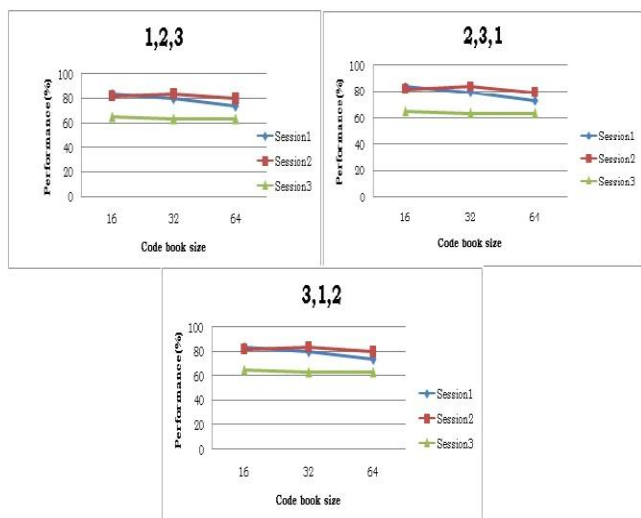 1,2,3
Performance(%)
100
80
60
40
20
0
16 32 64
Code book size
Session1
Session2
Session3
2,3,1
Performance(%)
100
80
60
40
20
0
16 32 64
Code book size
Session1
Session2
Session3
3,1,2
Performance(%)
100
80
60
40
20
0
16 32 64
Code book size
Session1
Session2
Session3